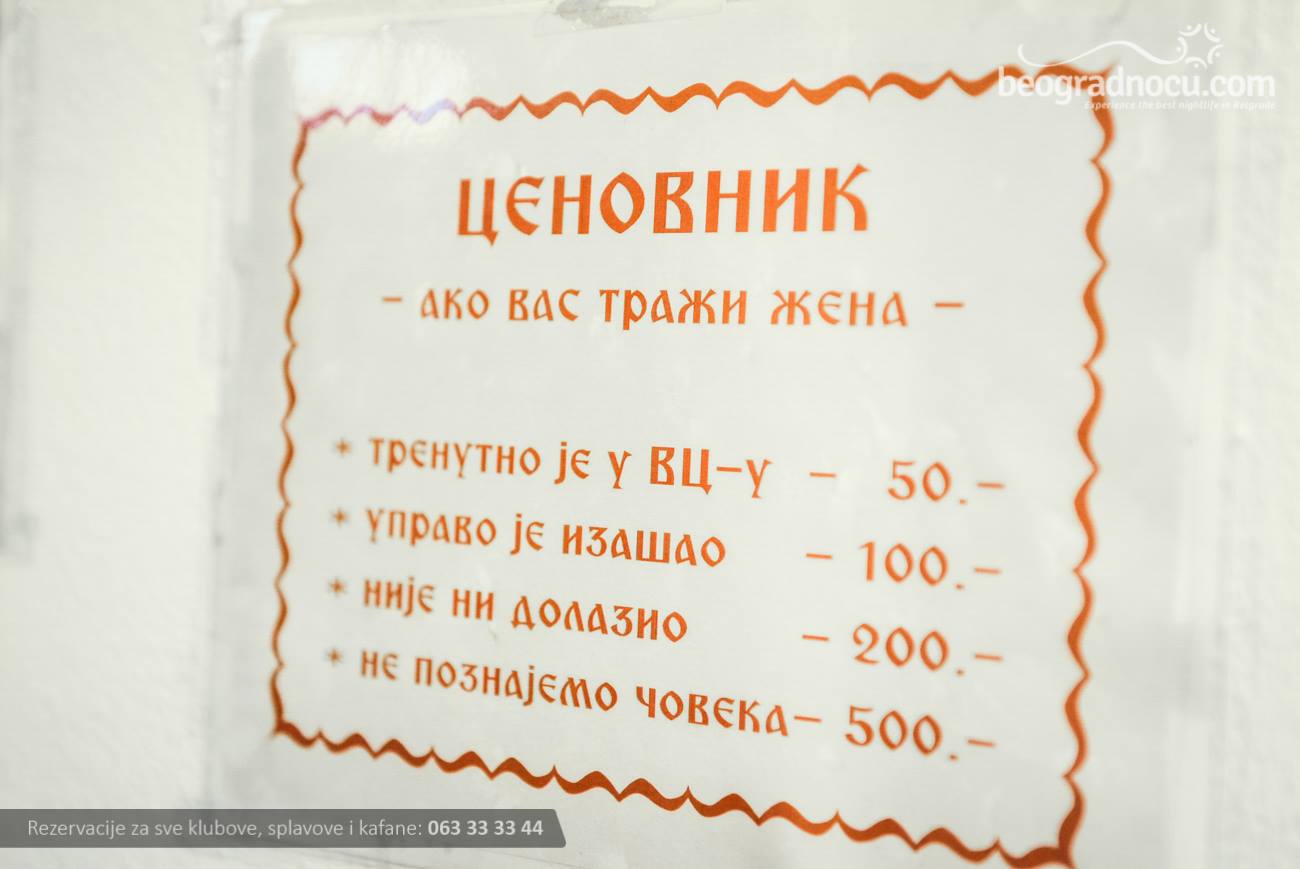 beogradnocu.com
Experience the best nightlife in Belgrade
ЦЕНОВНИК
- АКО ВАС ТРАЖИ ЖЕНА -
* ТРЕНУТНО ЈЕ У ВЦ-У - 50.-
* УПРАВО ЈЕ ИЗАШАО - 100.-
* НИЈЕ НИ ДОЛАЗИО - 200.-
* НЕ ПОЗНАЈЕМО ЧОВЕКА - 500.-
Rezervacije za sve klubove, splavove i kafane: 063 33 33 44